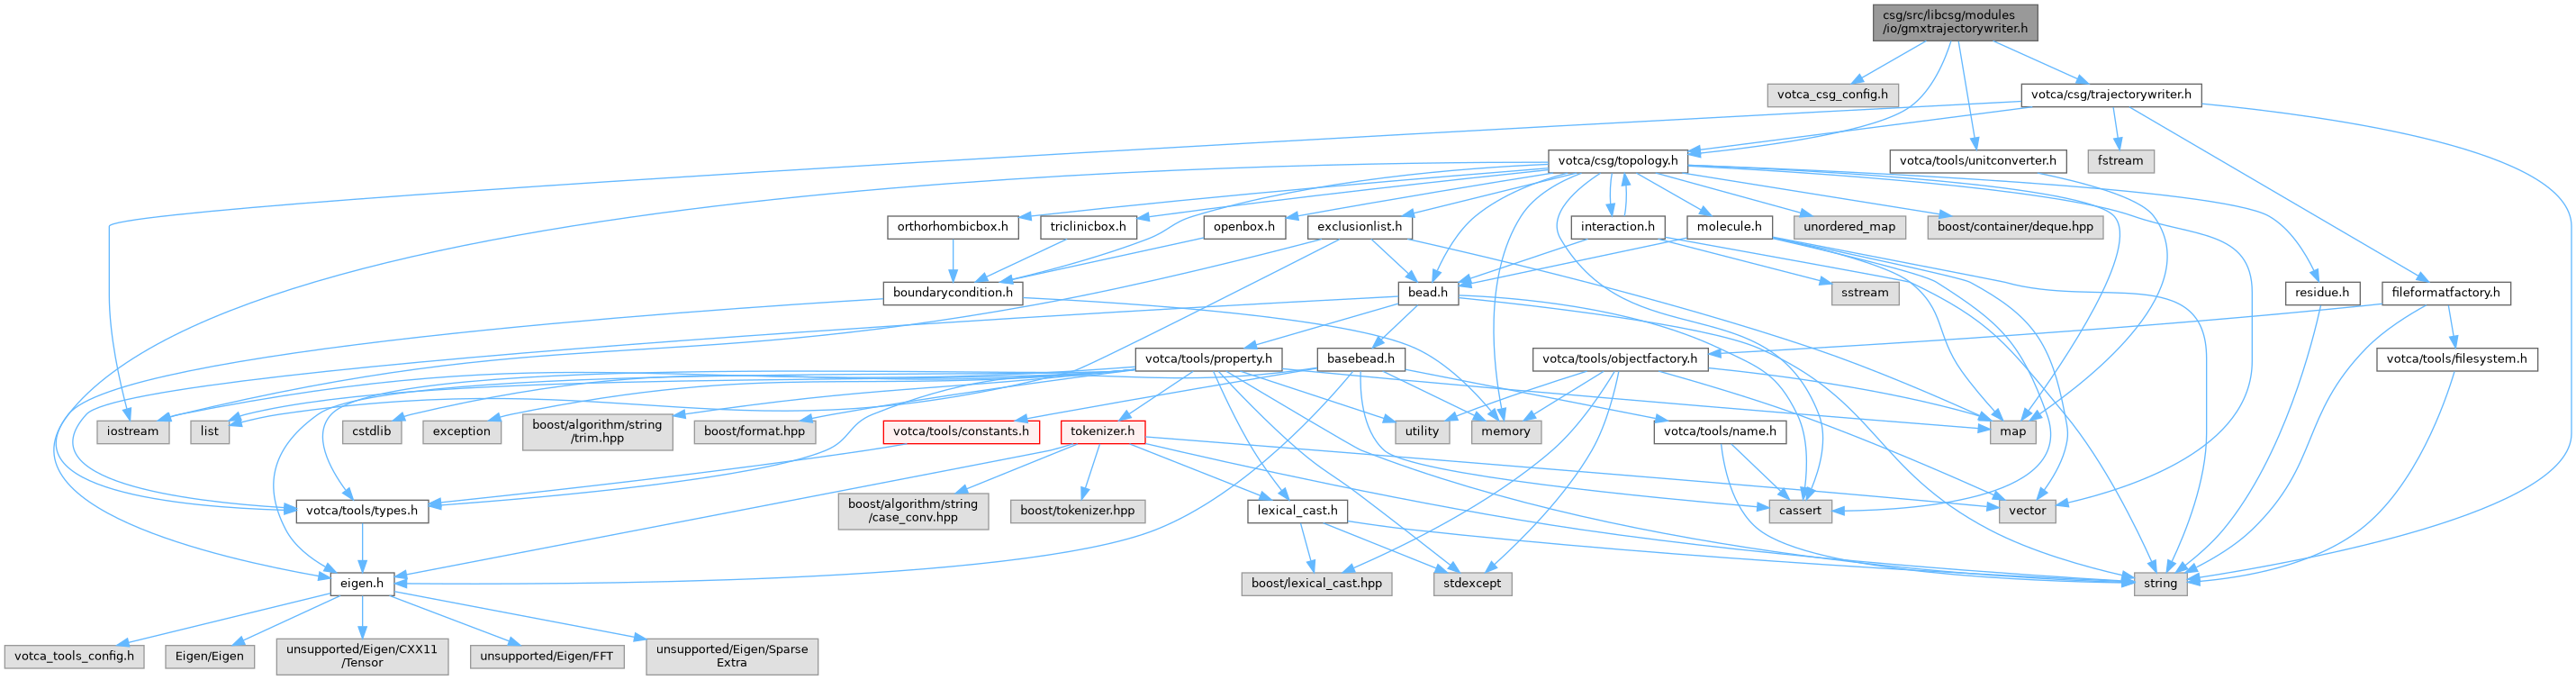 csg/src/libcsg/modules
/io/gmxtrajectorywriter.h
votca_csg_config.h
votca/csg/trajectorywriter.h
votca/csg/topology.h
votca/tools/unitconverter.h
fstream
orthorhombicbox.h
triclinicbox.h
openbox.h
exclusionlist.h
interaction.h
molecule.h
unordered_map
boost/container/deque.hpp
boundarycondition.h
bead.h
sstream
residue.h
fileformatfactory.h
votca/tools/property.h
basebead.h
votca/tools/objectfactory.h
votca/tools/filesystem.h
iostream
list
cstdlib
exception
boost/algorithm/string
/trim.hpp
boost/format.hpp
votca/tools/constants.h
tokenizer.h
utility
memory
votca/tools/name.h
map
votca/tools/types.h
boost/algorithm/string
/case_conv.hpp
boost/tokenizer.hpp
lexical_cast.h
cassert
vector
eigen.h
boost/lexical_cast.hpp
stdexcept
string
votca_tools_config.h
Eigen/Eigen
unsupported/Eigen/CXX11
/Tensor
unsupported/Eigen/FFT
unsupported/Eigen/Sparse
Extra